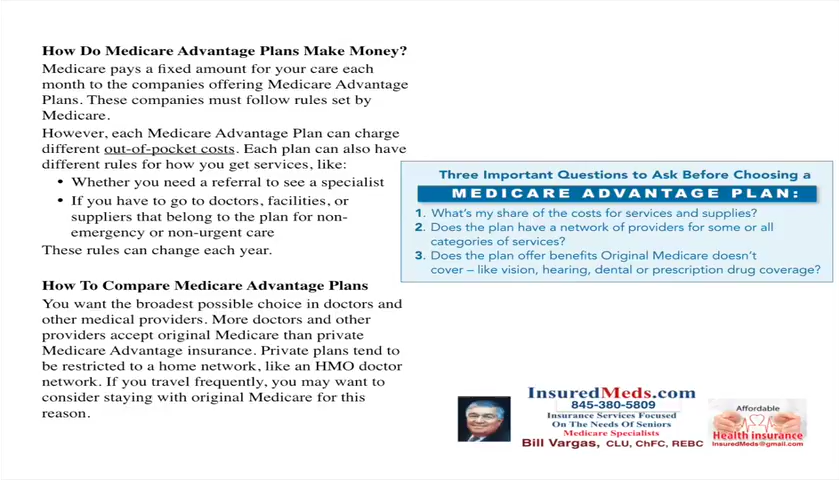 How Do Medicare Advantage Plans Make Money?
Medicare pays a fixed amount for your care each
month to the companies offering Medicare Advantage
Plans. These companies must follow rules set by
Medicare.
However, each Medicare Advantage Plan can charge
different out-of-pocket costs. Each plan can also have
different rules for how you get services, like:
• Whether you need a referral to see a specialist
• If you have to go to doctors, facilities, or
suppliers that belong to the plan for non-
emergency or non-urgent care
These rules can change each year.
How To Compare Medicare Advantage Plans
You want the broadest possible choice in doctors and
other medical providers. More doctors and other
providers accept original Medicare than private
Medicare Advantage insurance. Private plans tend to
be restricted to a home network, like an HMO doctor
network. If you travel frequently, you may want to
consider staying with original Medicare for this
reason.
Three Important Questions to Ask Before Choosing a
MEDICARE ADVANTAGE PLAN:
1. What's my share of the costs for services and supplies?
2. Does the plan have a network of providers for some or all
categories of services?
3. Does the plan offer benefits Original Medicare doesn't
cover – like vision, hearing, dental or prescription drug coverage?
InsuredMeds.com
845-380-5809
Insurance Services Focused
On The Needs Of Seniors
Medicare Specialists
Bill Vargas, CLU, ChFC, REBC
Affordable
Health insurance
InsuredMeds@gmail.com